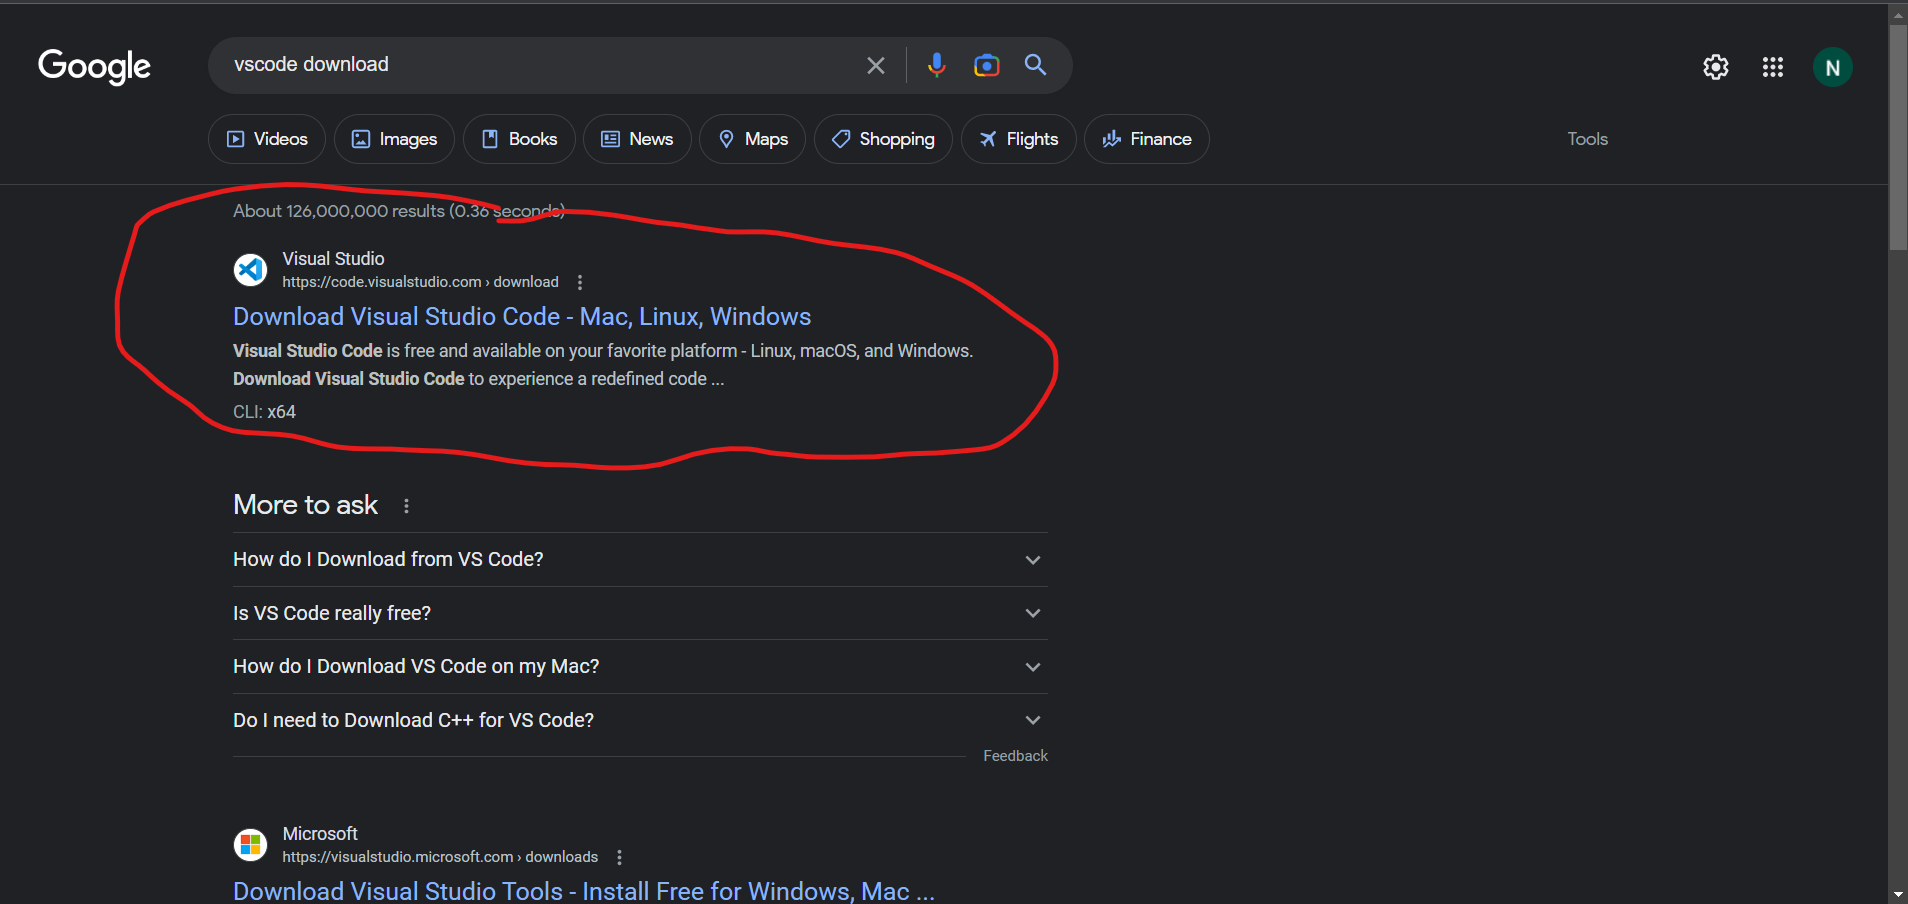 Google
vscode download
Videos
Images
Books
News
Maps
Shopping
Flights
Finance
Tools
N
About 126,000,000 results (0.36 seconds)
Visual Studio
https://code.visualstudio.com › download
Download Visual Studio Code - Mac, Linux, Windows
Visual Studio Code is free and available on your favorite platform - Linux, macOS, and Windows.
Download Visual Studio Code to experience a redefined code ...
CLI: x64
More to ask
How do I Download from VS Code?
Is VS Code really free?
How do I Download VS Code on my Mac?
Do I need to Download C++ for VS Code?
Feedback
Microsoft
https://visualstudio.microsoft.com › downloads
Download Visual Studio Tools - Install Free for Windows, Mac ...